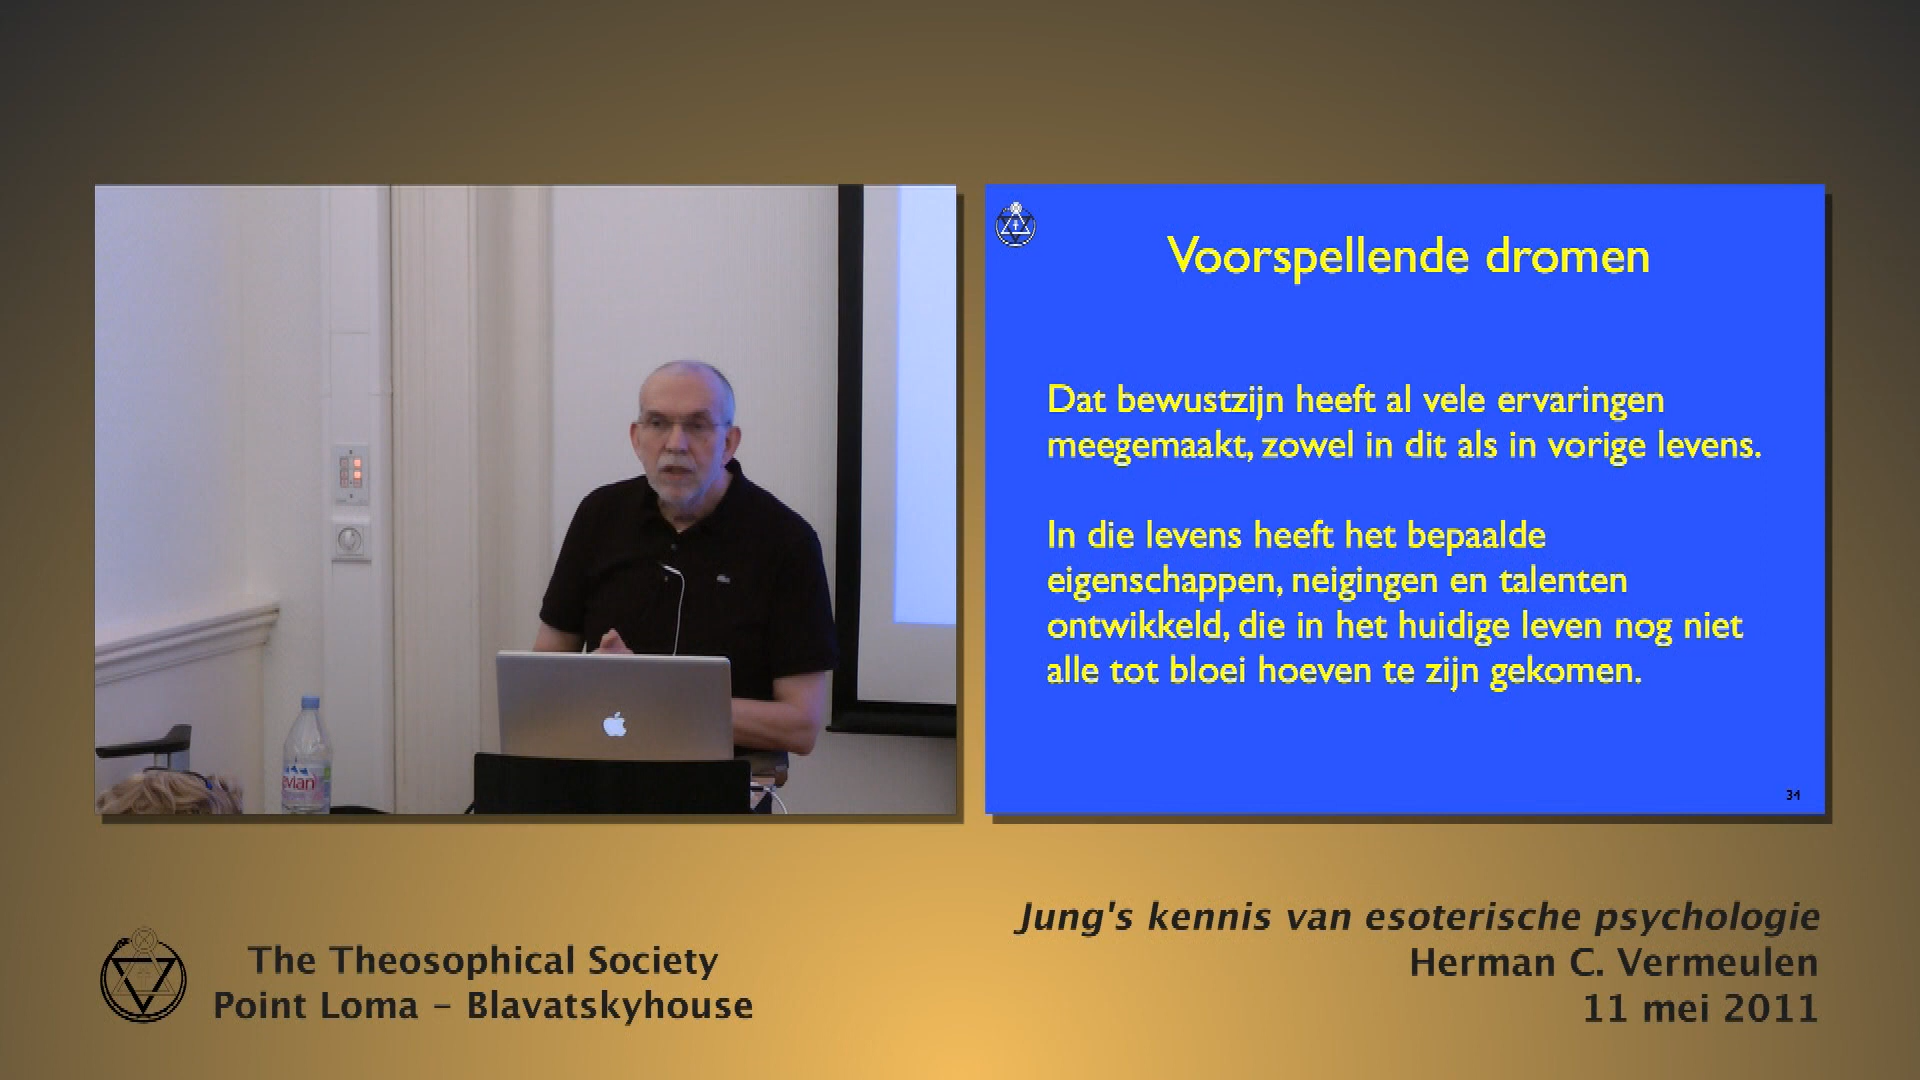 Voorspellende dromen
Dat bewustzijn heeft al vele ervaringen
meegemaakt, zowel in dit als in vorige levens.
In die levens heeft het bepaalde
eigenschappen, neigingen en talenten
ontwikkeld, die in het huidige leven nog niet
alle tot bloei hoeven te zijn gekomen.
34
evian
The Theosophical Society
Point Loma – Blavatskyhouse
Jung's kennis van esoterische psychologie
Herman C. Vermeulen
11 mei 2011